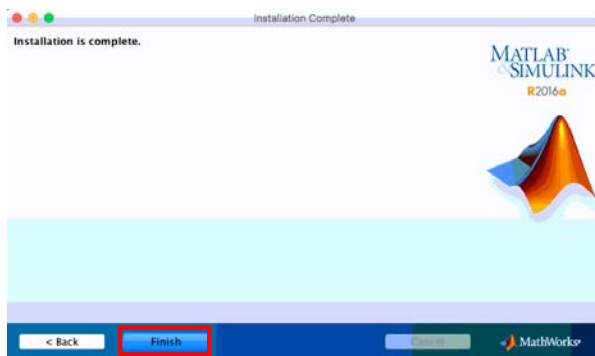 Installation Complete
Installation is complete.
MATLAB
&SIMULINK
R2016a
< Back
Finish
Cancel
MathWorks